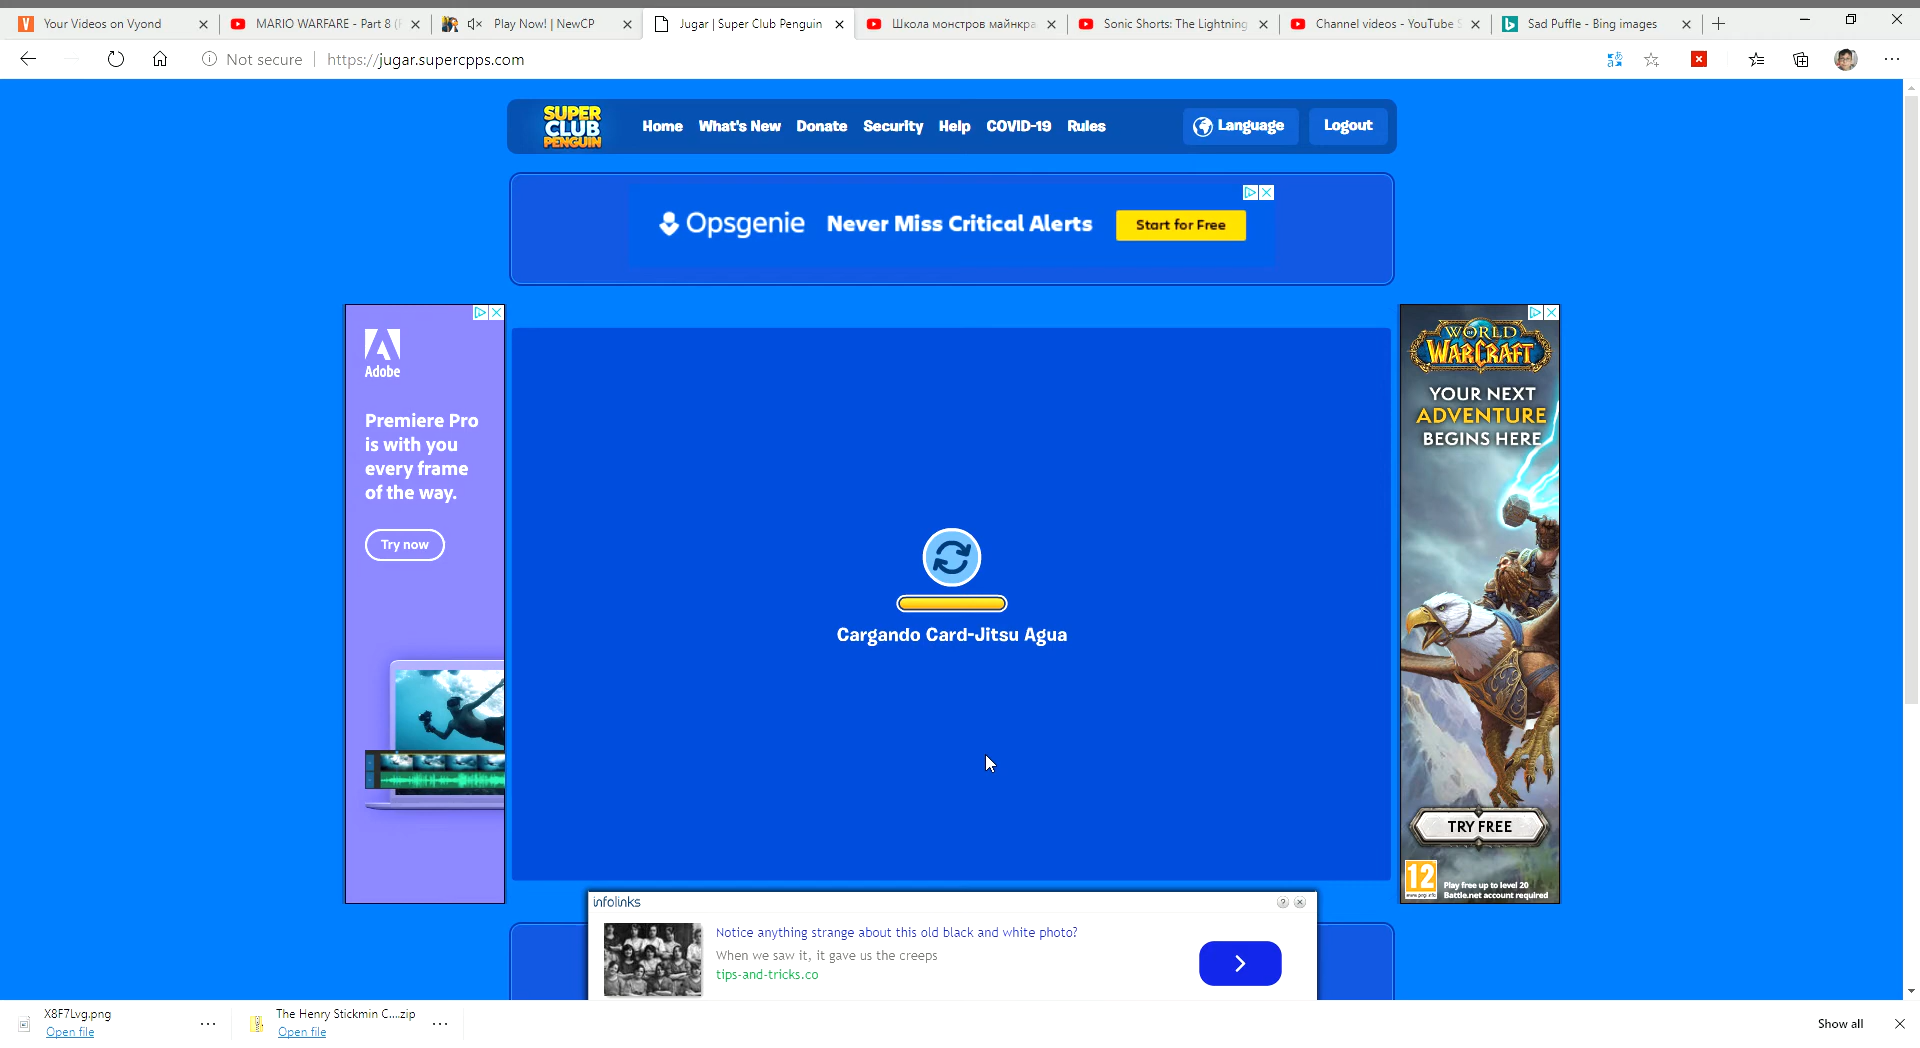 Your Videos on Vyond
MARIO WARFARE - Part 8 (F
Play Now! | NewCP
Jugar | Super Club Penguin
Школа монстров майнкра
Sonic Shorts: The Lightning
Channel videos - YouTube S
Sad Puffle - Bing images
Not secure
https://jugar.supercpps.com
SUPER
CLUB
PENGUIN
Home
What's New
Donate
Security
Help
COVID-19
Rules
Language
Logout
Opsgenie
Never Miss Critical Alerts
Start for Free
Adobe
Premiere Pro
is with you
every frame
of the way.
Try now
Cargando Card-Jitsu Agua
WORLD
OF
WARCRAFT
YOUR NEXT
ADVENTURE
BEGINS HERE
TRY FREE
12
www.pegi.info
Play free up to level 20
Battle.net account required
infolinks
Notice anything strange about this old black and white photo?
When we saw it, it gave us the creeps
tips-and-tricks.co
X8F7Lvg.png
Open file
The Henry Stickmin C....zip
Open file
Show all